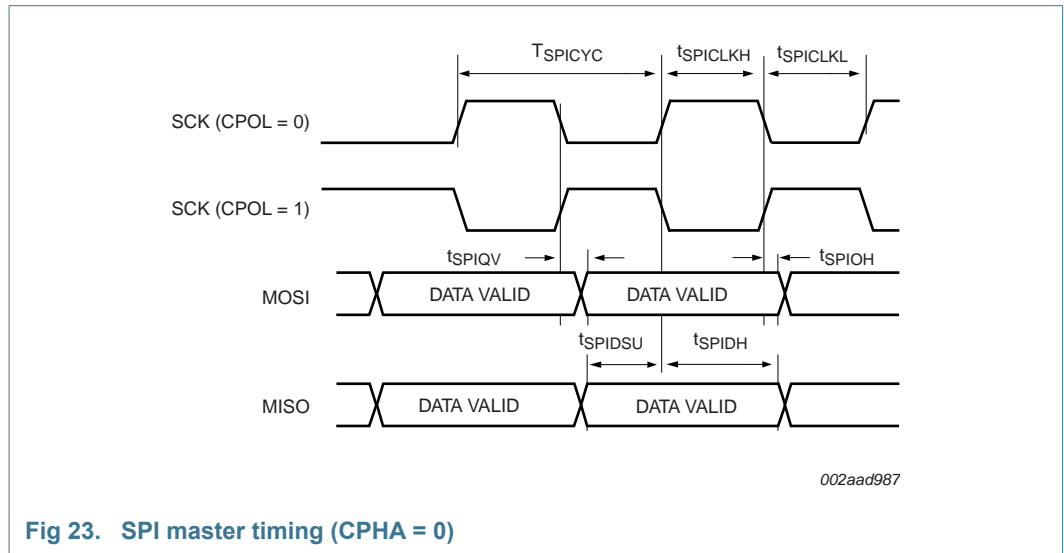 TSPICYC tSPICLKH tSPICLKL
SCK (CPOL = 0)
SCK (CPOL = 1)
tSPIQV tSPIOH
MOSI DATA VALID DATA VALID
tSPIDSU tSPIDH
MISO DATA VALID DATA VALID
002aad987
Fig 23. SPI master timing (CPHA = 0)